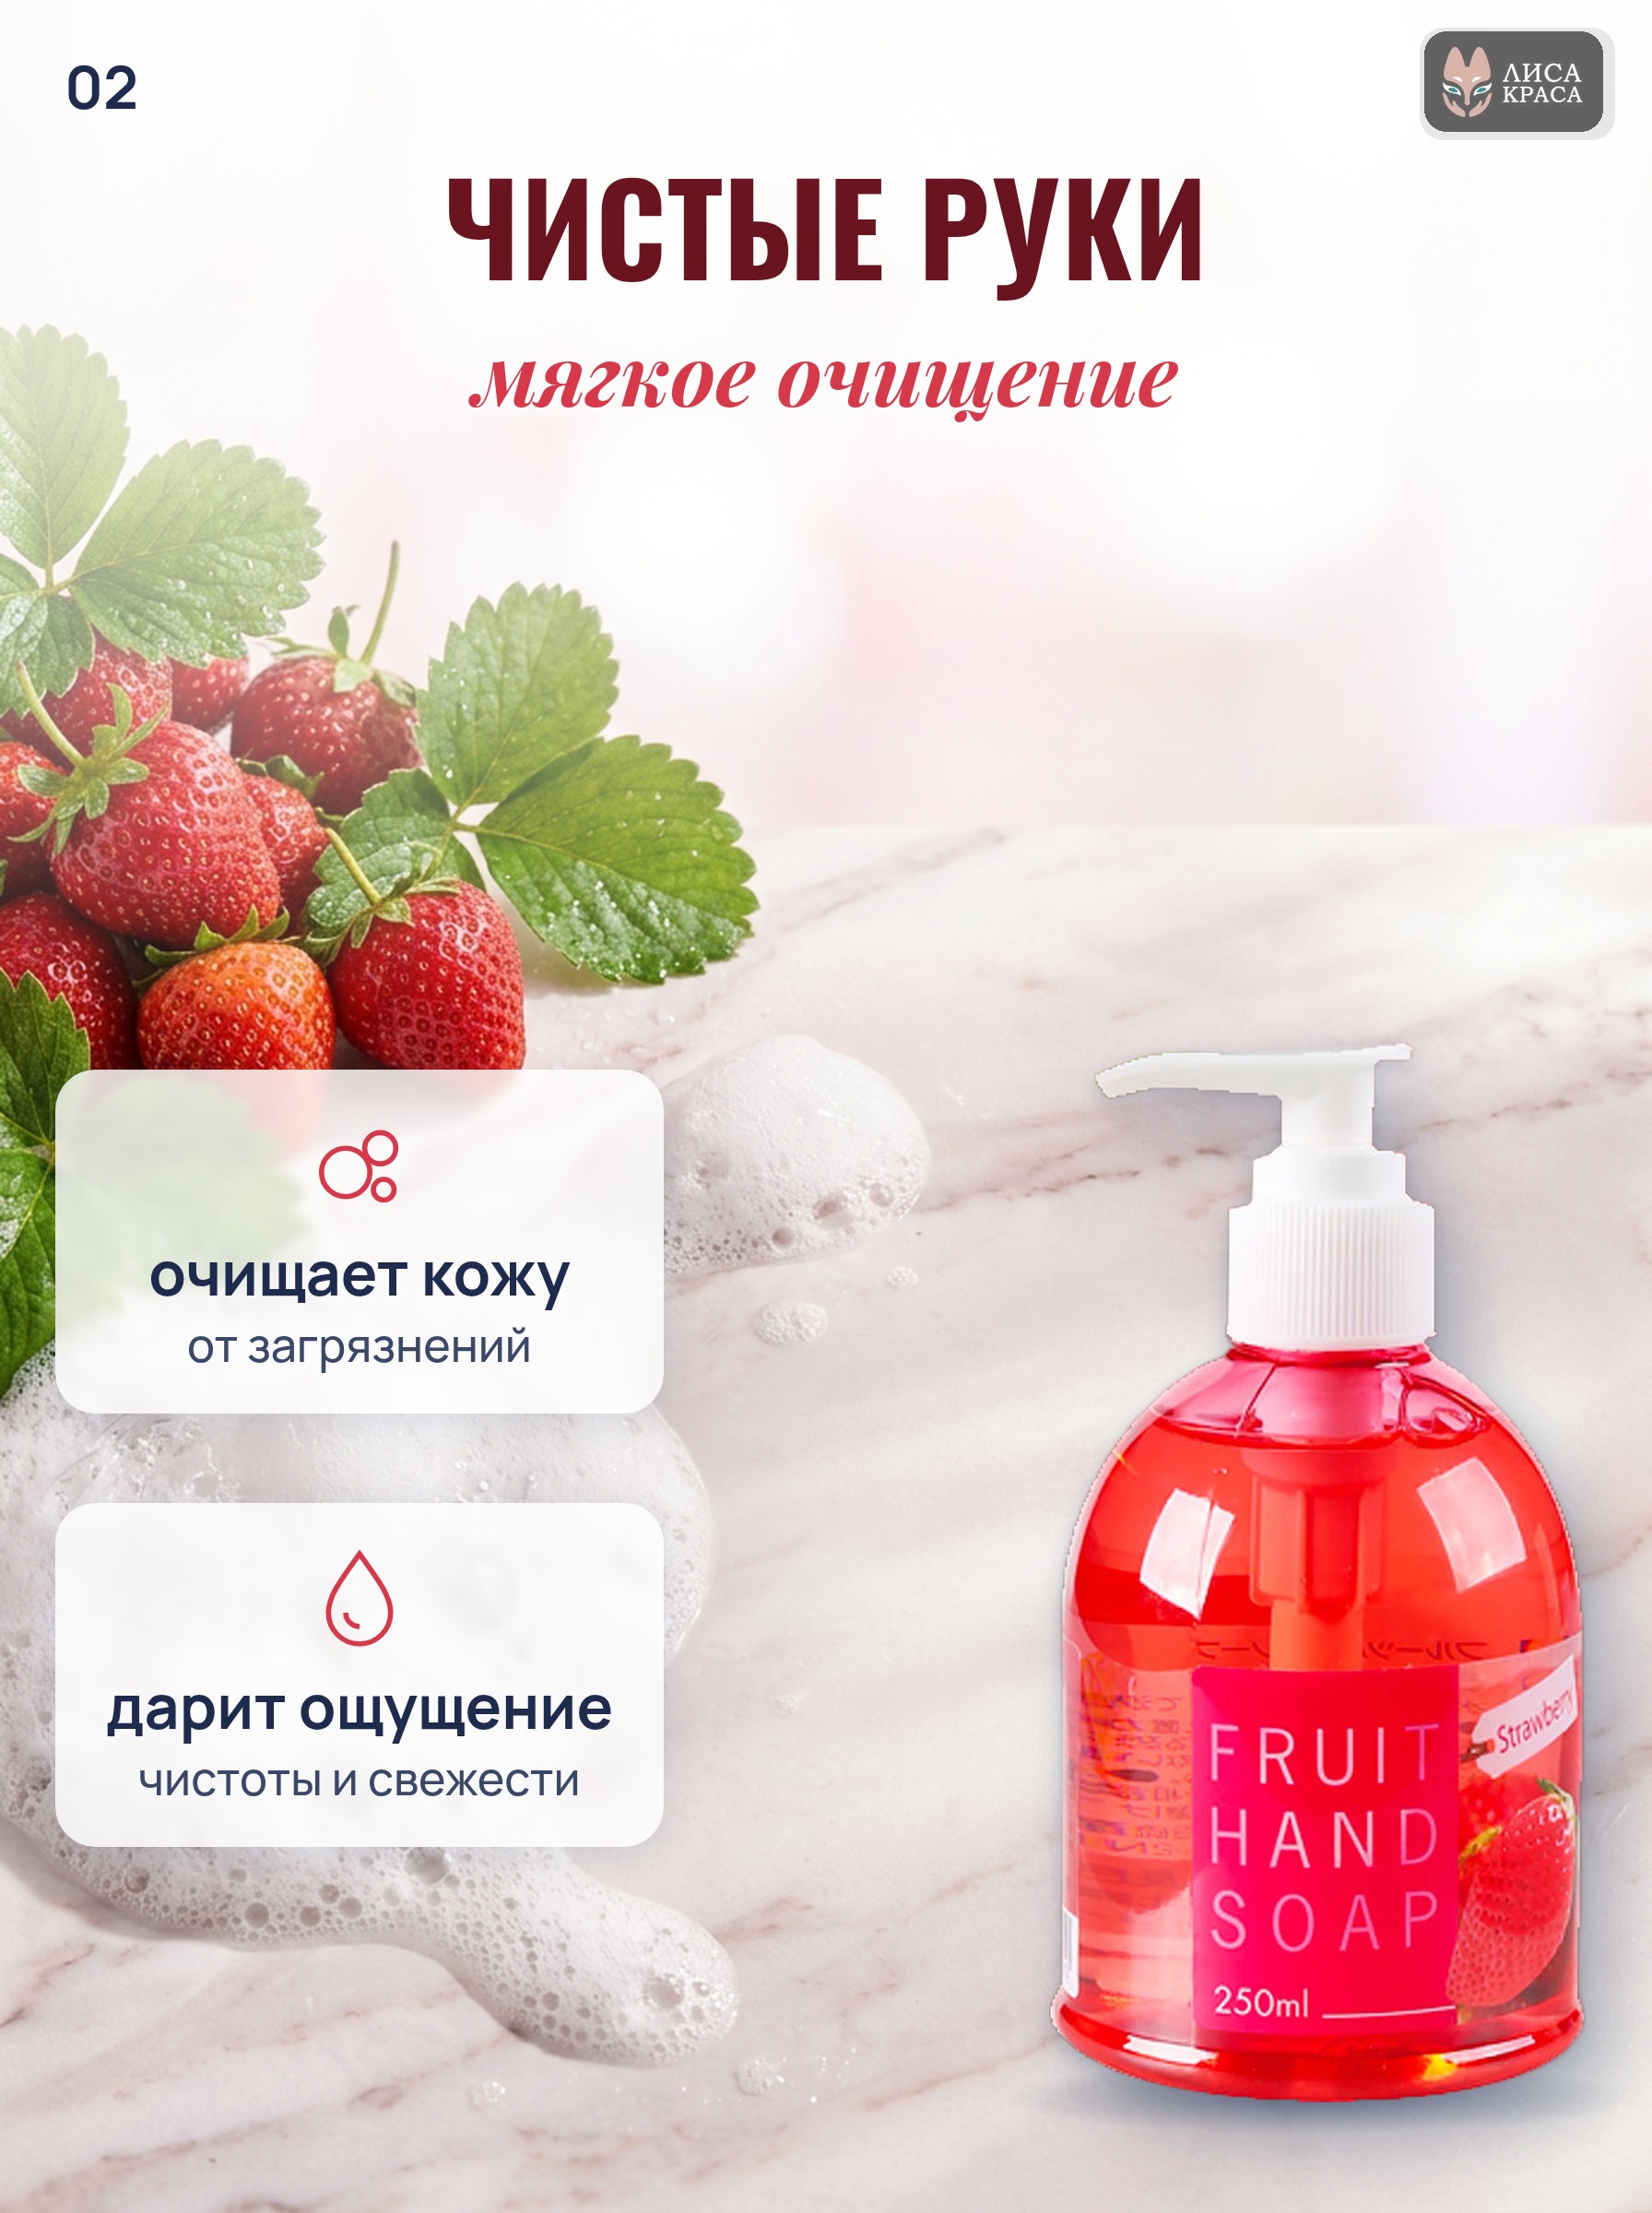 02
ЛИСА
КРАСА
ЧИСТЫЕ РУКИ
мягкое очищение
очищает кожу
от загрязнений
дарит ощущение
чистоты и свежести
Strawberry
FRUIT
HAND
SOAP
250ml